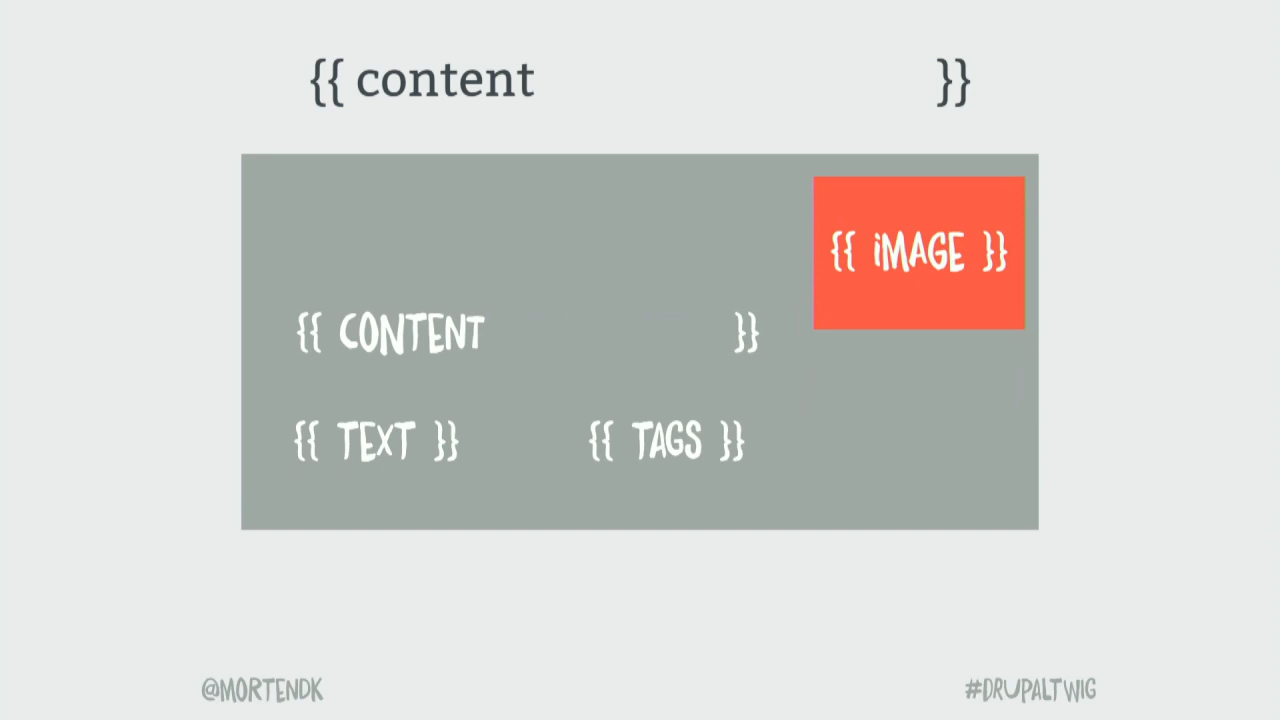 {{ content }}
{{ iMAGE }}
{{ CONTENT }}
{{ TEXT }} {{ TAGS }}
@MORTENDK
#DRUPALTWIG